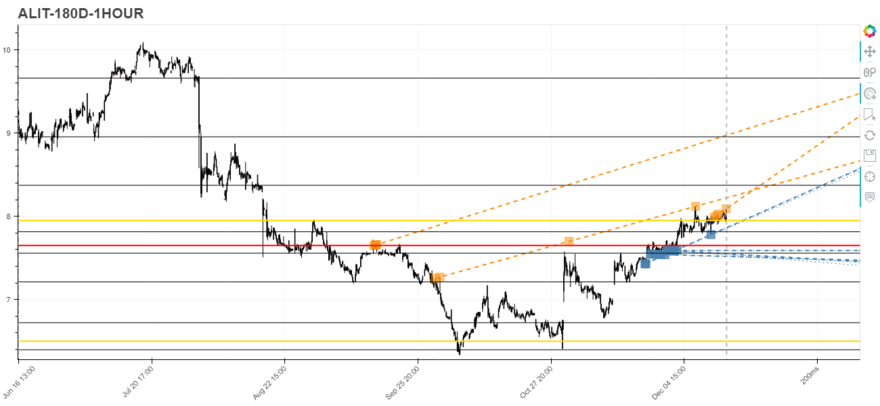 ALIT-180D-1HOUR
10
9
8
7
Jun 16 13:00
Jul 20 17:00
Aug 22 15:00
Sep 25 20:00
Oct 27 20:00
Dec 04 15:00
200ms